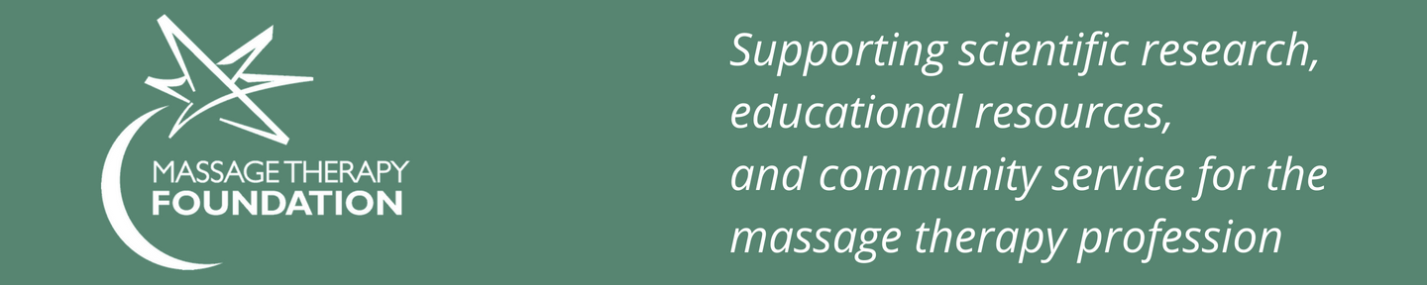 MASSAGE THERAPY
FOUNDATION
Supporting scientific research,
educational resources,
and community service for the
massage therapy profession